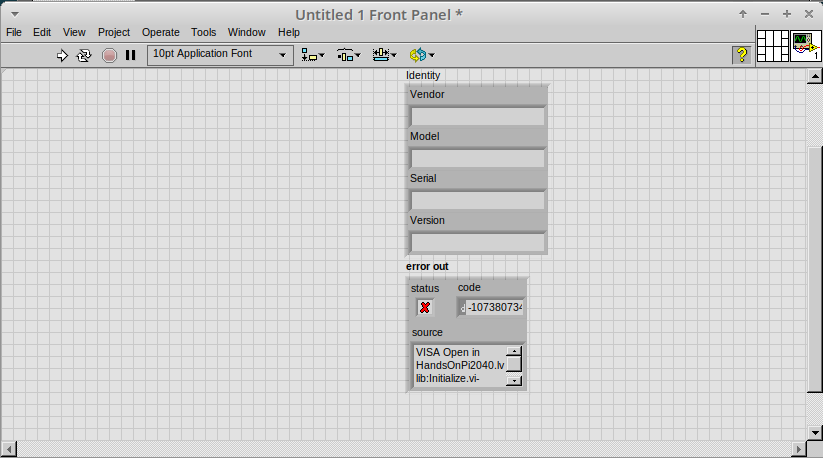 Untitled 1 Front Panel *
File Edit View Project Operate Tools Window Help
10pt Application Font
?
1
Identity
Vendor
Model
Serial
Version
error out
status code
-107380734
source
VISA Open in
HandsOnPi2040.lv
lib:Initialize.vi-